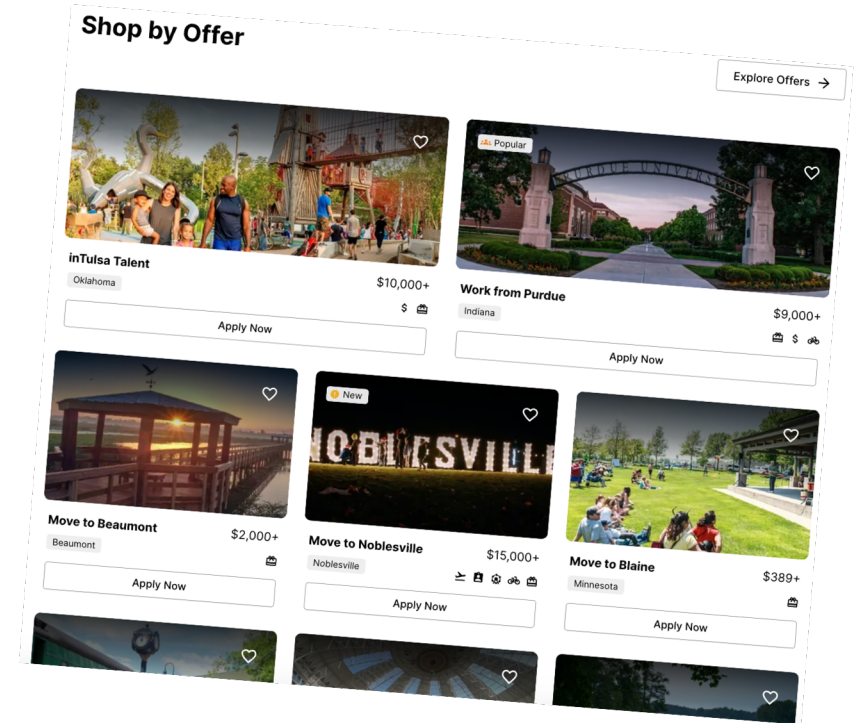 Shop by Offer
Explore Offers
Popular
PURDUE UNIVERSITY
inTulsa Talent
$10,000+
Oklahoma
$
Apply Now
Work from Purdue
$9,000+
Indiana
$
Apply Now
New
NOBLESVILLE
Move to Beaumont
$2,000+
Beaumont
Apply Now
Move to Noblesville
$15,000+
Noblesville
Apply Now
Move to Blaine
$389+
Minnesota
Apply Now